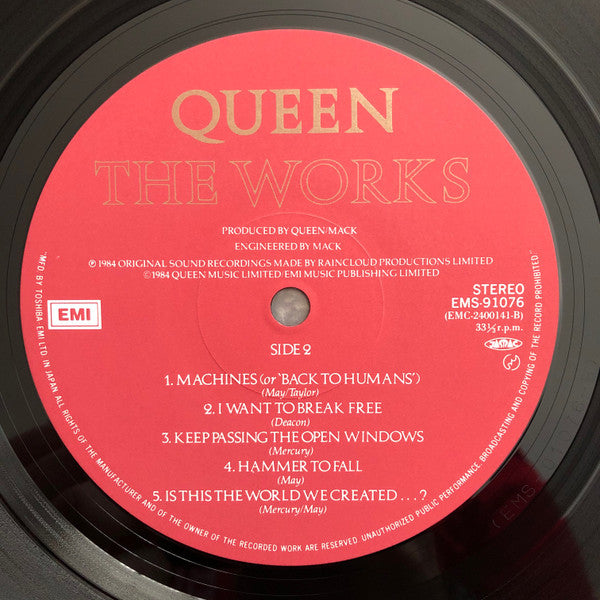 QUEEN
THE WORKS
PRODUCED BY QUEEN/MACK
ENGINEERED BY MACK
℗ 1984 ORIGINAL SOUND RECORDINGS MADE BY RAINCLOUD PRODUCTIONS LIMITED
©1984 QUEEN MUSIC LIMITED/EMI MUSIC PUBLISHING LIMITED
EMI
STEREO
EMS-91076
(EMC-2400141-B)
33⅓ r.p.m.
JASRAC
SIDE 2
1. MACHINES (or 'BACK TO HUMANS')
(May/Taylor)
2. I WANT TO BREAK FREE
(Deacon)
3. KEEP PASSING THE OPEN WINDOWS
(Mercury)
4. HAMMER TO FALL
(May)
5. IS THIS THE WORLD WE CREATED . . . ?
(Mercury/May)
"MFD. BY TOSHIBA EMI LTD. IN JAPAN ALL RIGHTS OF THE MANUFACTURER AND OF THE OWNER OF THE RECORDED WORK ARE RESERVED. UNAUTHORIZED PUBLIC PERFORMANCE BROADCASTING AND COPYING OF THE RECORD PROHIBITED"
(EMS